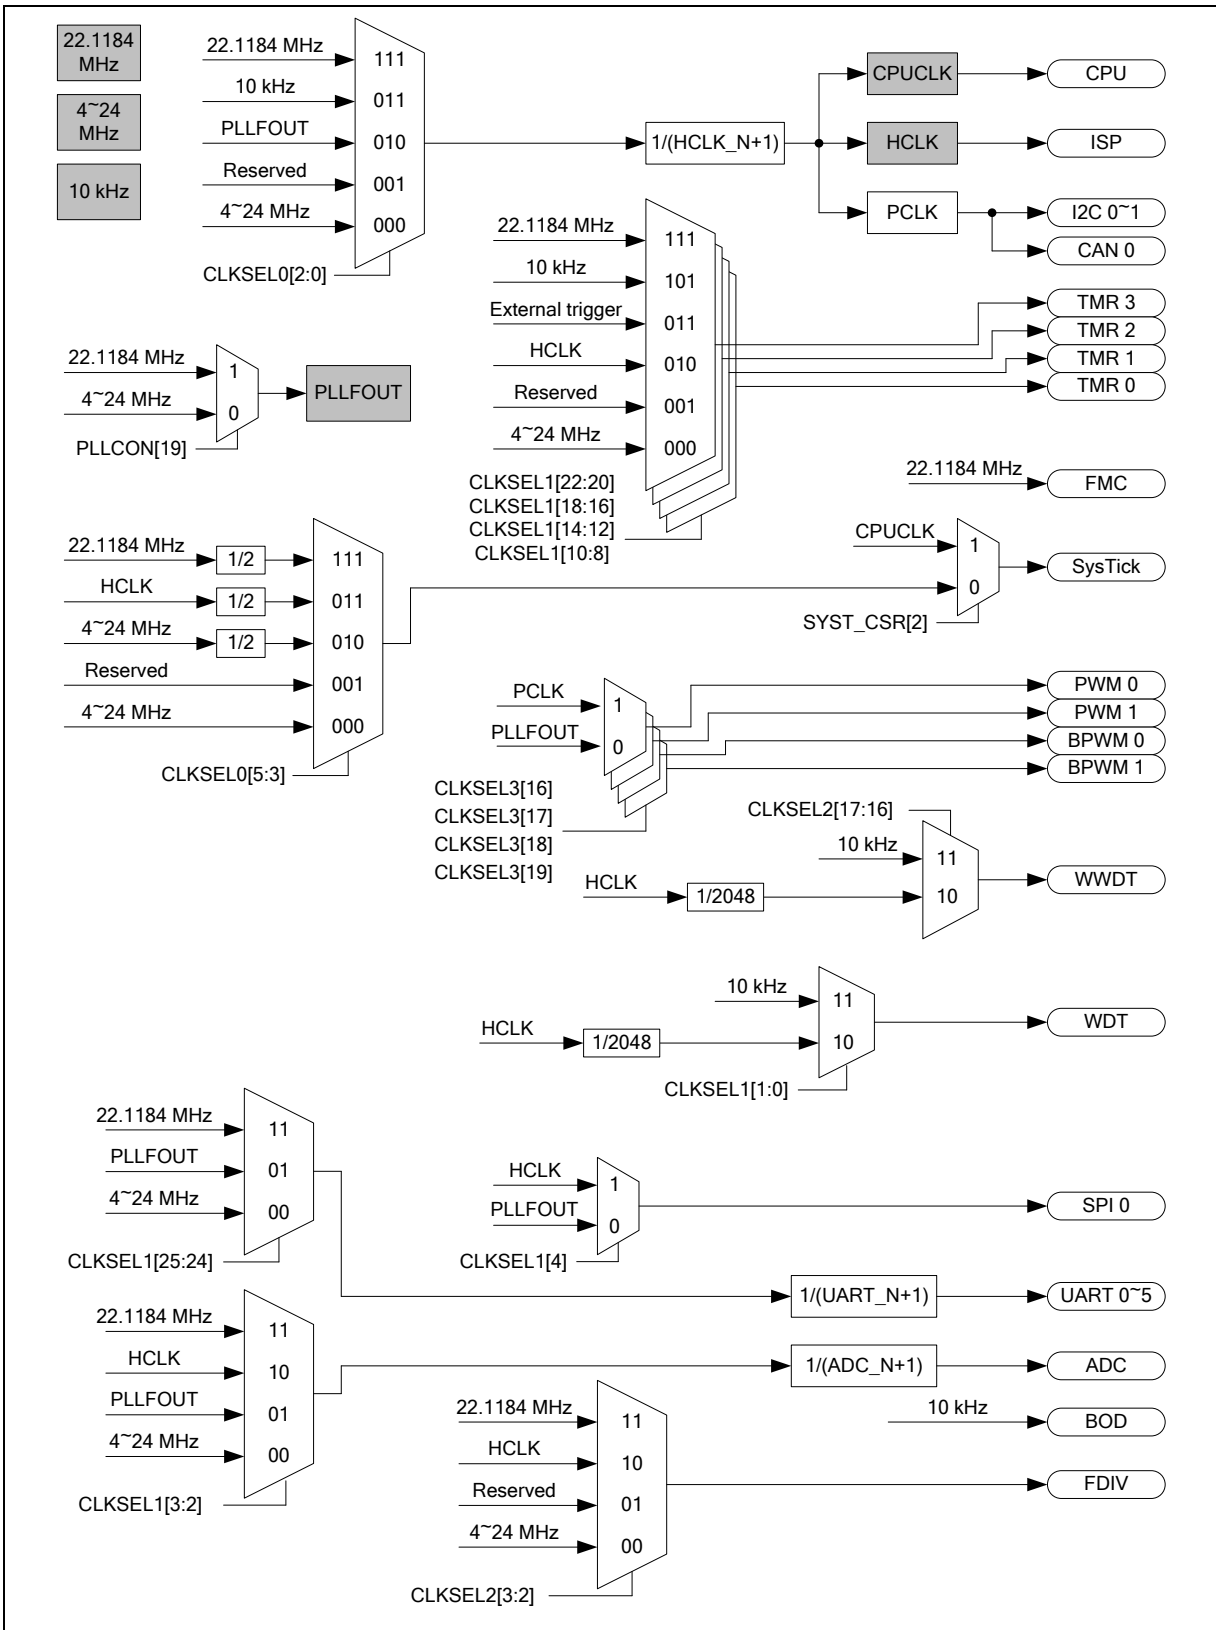 22.1184
MHz
4~24
MHz
10 kHz
22.1184 MHz
10 kHz
PLLFOUT
Reserved
4~24 MHz
111
011
010
001
000
CLKSEL0[2:0]
1/(HCLK_N+1)
CPUCLK
HCLK
PCLK
CPU
ISP
I2C 0~1
CAN 0
22.1184 MHz
10 kHz
External trigger
HCLK
Reserved
4~24 MHz
111
101
011
010
001
000
CLKSEL1[22:20]
CLKSEL1[18:16]
CLKSEL1[14:12]
CLKSEL1[10:8]
TMR 3
TMR 2
TMR 1
TMR 0
22.1184 MHz
4~24 MHz
1
0
PLLCON[19]
PLLFOUT
22.1184 MHz
FMC
22.1184 MHz
HCLK
4~24 MHz
Reserved
4~24 MHz
1/2
1/2
1/2
111
011
010
001
000
CLKSEL0[5:3]
CPUCLK
1
0
SYST_CSR[2]
SysTick
PCLK
PLLFOUT
1
0
CLKSEL3[16]
CLKSEL3[17]
CLKSEL3[18]
CLKSEL3[19]
PWM 0
PWM 1
BPWM 0
BPWM 1
CLKSEL2[17:16]
10 kHz
HCLK
1/2048
11
10
WWDT
10 kHz
HCLK
1/2048
11
10
CLKSEL1[1:0]
WDT
22.1184 MHz
PLLFOUT
4~24 MHz
11
01
00
CLKSEL1[25:24]
HCLK
PLLFOUT
1
0
CLKSEL1[4]
SPI 0
1/(UART_N+1)
UART 0~5
22.1184 MHz
HCLK
PLLFOUT
4~24 MHz
11
10
01
00
CLKSEL1[3:2]
1/(ADC_N+1)
ADC
10 kHz
BOD
22.1184 MHz
HCLK
Reserved
4~24 MHz
11
10
01
00
CLKSEL2[3:2]
FDIV